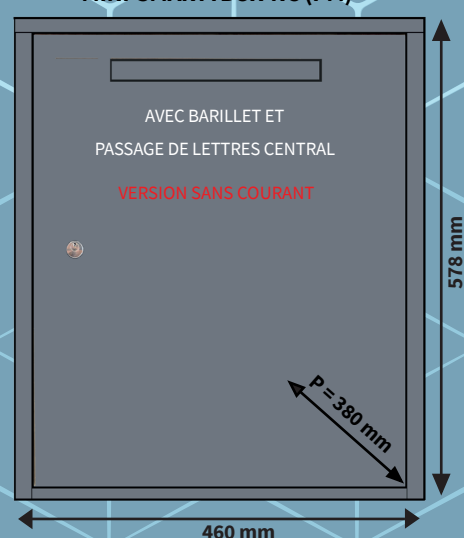 AVEC BARILLET ET
PASSAGE DE LETTRES CENTRAL
VERSION SANS COURANT
578 mm
P = 380 mm
460 mm